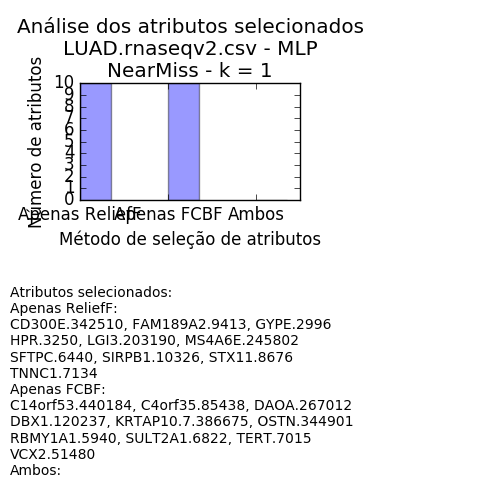 Análise dos atributos selecionados
LUAD.rnaseqv2.csv - MLP
NearMiss - k = 1
10
9
8
7
6
5
4
3
2
1
0
Número de atributos
Apenas ReliefF
Apenas FCBF
Ambos
Método de seleção de atributos
Atributos selecionados:
Apenas ReliefF:
CD300E.342510, FAM189A2.9413, GYPE.2996
HPR.3250, LGI3.203190, MS4A6E.245802
SFTPC.6440, SIRPB1.10326, STX11.8676
TNNC1.7134
Apenas FCBF:
C14orf53.440184, C4orf35.85438, DAOA.267012
DBX1.120237, KRTAP10.7.386675, OSTN.344901
RBMY1A1.5940, SULT2A1.6822, TERT.7015
VCX2.51480
Ambos: